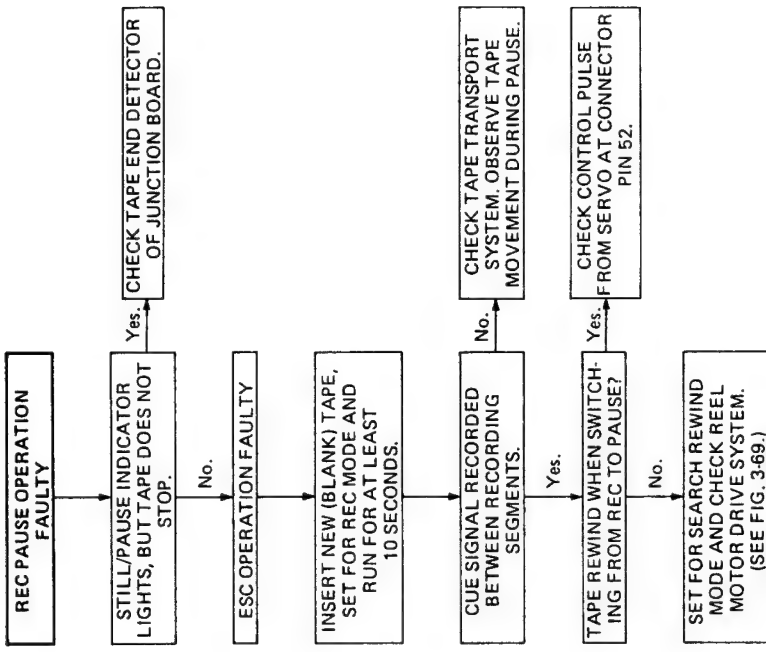 REC PAUSE OPERATION
FAULTY
STILL/PAUSE INDICATOR
LIGHTS, BUT TAPE DOES NOT
STOP.
Yes.
CHECK TAPE END DETECTOR
OF JUNCTION BOARD.
No.
ESC OPERATION FAULTY
INSERT NEW (BLANK) TAPE,
SET FOR REC MODE AND
RUN FOR AT LEAST
10 SECONDS.
CUE SIGNAL RECORDED
BETWEEN RECORDING
SEGMENTS.
No.
CHECK TAPE TRANSPORT
SYSTEM. OBSERVE TAPE
MOVEMENT DURING PAUSE.
Yes.
TAPE REWIND WHEN SWITCH-
ING FROM REC TO PAUSE?
Yes.
CHECK CONTROL PULSE
FROM SERVO AT CONNECTOR
PIN 52.
No.
SET FOR SEARCH REWIND
MODE AND CHECK REEL
MOTOR DRIVE SYSTEM.
(SEE FIG. 3-69.)